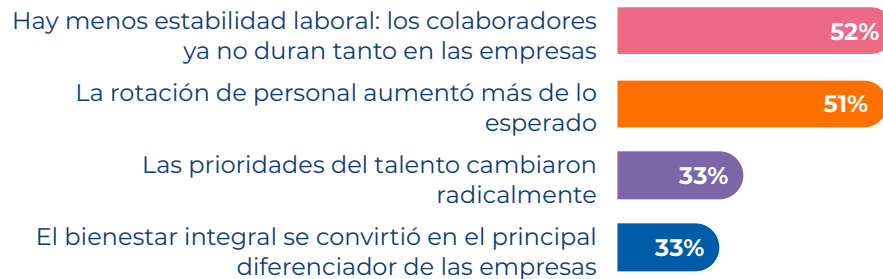 Hay menos estabilidad laboral: los colaboradores
ya no duran tanto en las empresas
52%
La rotación de personal aumentó más de lo
esperado
51%
Las prioridades del talento cambiaron
radicalmente
33%
El bienestar integral se convirtió en el principal
diferenciador de las empresas
33%